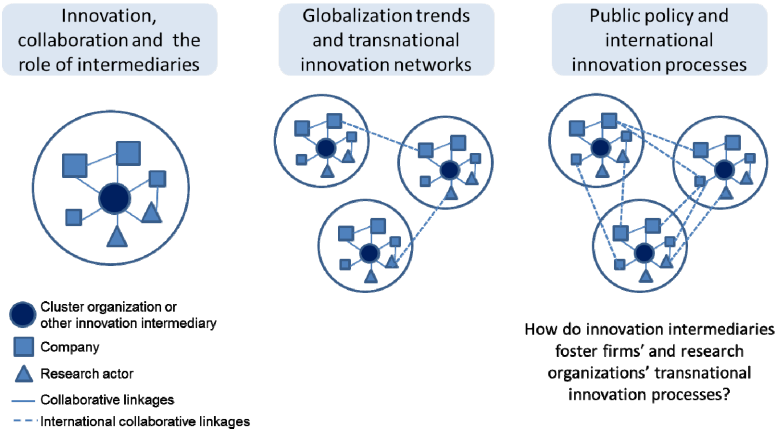 Innovation,
collaboration and the
role of intermediaries
Globalization trends
and transnational
innovation networks
Public policy and
international
innovation processes
Cluster organization or
other innovation intermediary
Company
Research actor
Collaborative linkages
International collaborative linkages
How do innovation intermediaries
foster firms' and research
organizations' transnational
innovation processes?